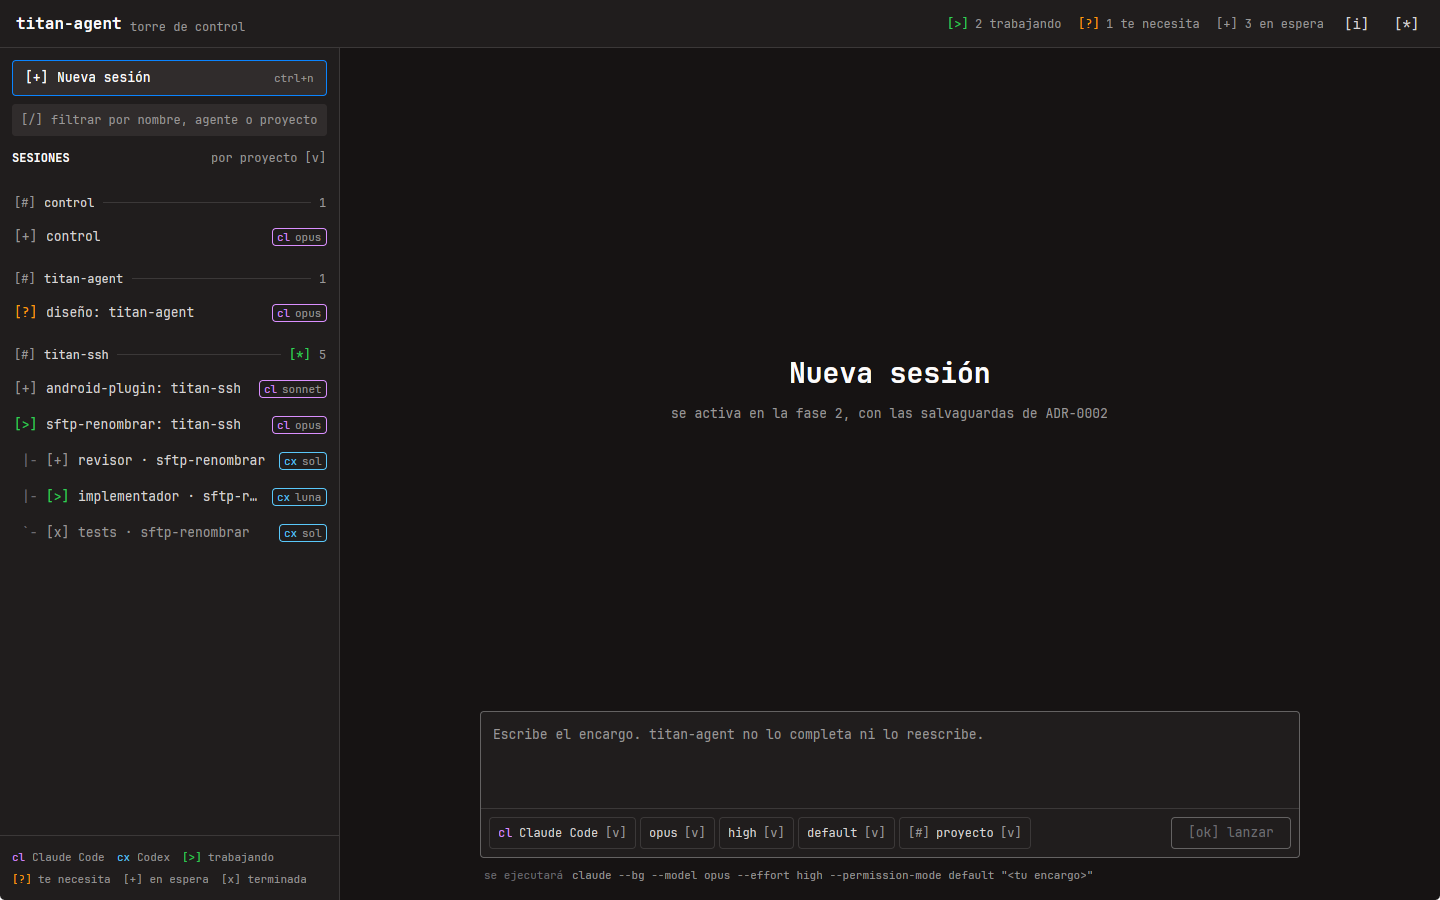 titan-agent torre de control [>] 2 trabajando [?] 1 te necesita [+] 3 en espera [i] [*]
[+] Nueva sesión ctrl+n
[/] filtrar por nombre, agente o proyecto
SESIONES por proyecto [v]
[#] control 1
[+] control cl opus
[#] titan-agent 1
[?] diseño: titan-agent cl opus
[#] titan-ssh [*] 5
[+] android-plugin: titan-ssh cl sonnet
[>] sftp-renombrar: titan-ssh cl opus
|- [+] revisor · sftp-renombrar cx sol
|- [>] implementador · sftp-r… cx luna
`- [x] tests · sftp-renombrar cx sol
cl Claude Code cx Codex [>] trabajando
[?] te necesita [+] en espera [x] terminada
Nueva sesión
se activa en la fase 2, con las salvaguardas de ADR-0002
Escribe el encargo. titan-agent no lo completa ni lo reescribe.
cl Claude Code [v] opus [v] high [v] default [v] [#] proyecto [v] [ok] lanzar
se ejecutará claude --bg --model opus --effort high --permission-mode default "<tu encargo>"